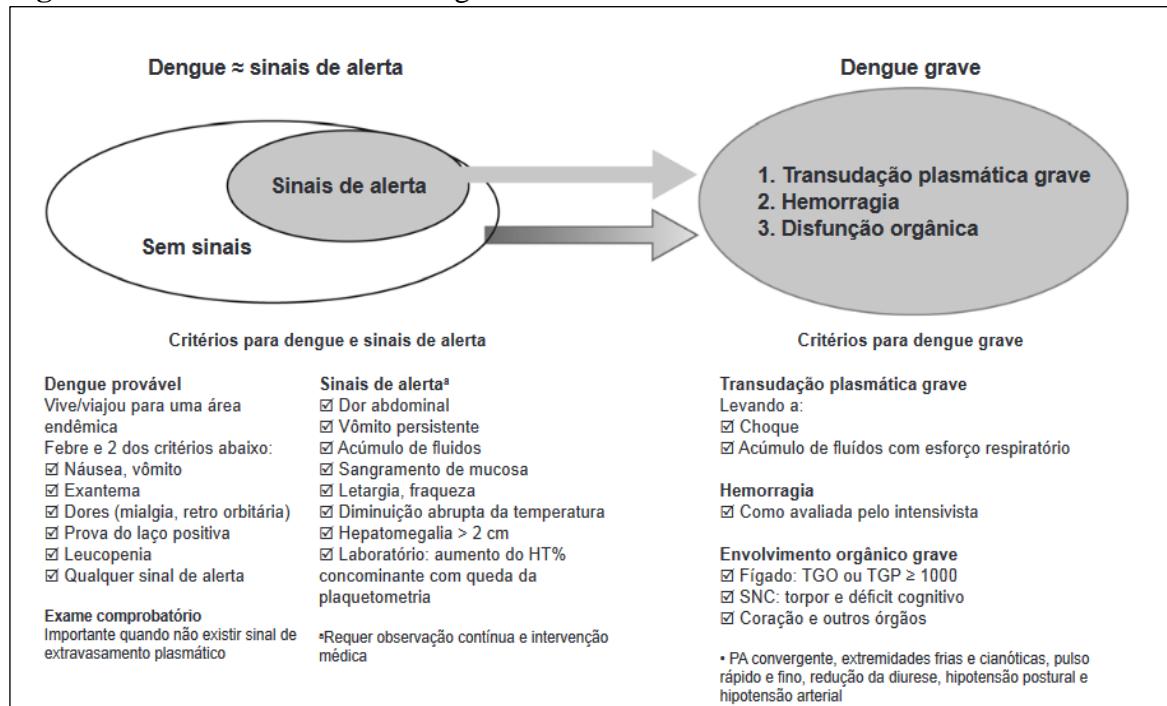 Dengue ≈ sinais de alerta
Dengue grave
Sinais de alerta
Sem sinais
1. Transudação plasmática grave
2. Hemorragia
3. Disfunção orgânica
Critérios para dengue e sinais de alerta
Dengue provável
Vive/viajou para uma área
endêmica
Febre e 2 dos critérios abaixo:
☑ Náusea, vômito
☑ Exantema
☑ Dores (mialgia, retro orbitária)
☑ Prova do laço positiva
☑ Leucopenia
☑ Qualquer sinal de alerta
Exame comprobatório
Importante quando não existir sinal de
extravasamento plasmático
Sinais de alertaª
☑ Dor abdominal
☑ Vômito persistente
☑ Acúmulo de fluidos
☑ Sangramento de mucosa
☑ Letargia, fraqueza
☑ Diminuição abrupta da temperatura
☑ Hepatomegalia > 2 cm
☑ Laboratório: aumento do HT%
concominante com queda da
plaquetometria
ªRequer observação contínua e intervenção
médica
Critérios para dengue grave
Transudação plasmática grave
Levando a:
☑ Choque
☑ Acúmulo de fluídos com esforço respiratório
Hemorragia
☑ Como avaliada pelo intensivista
Envolvimento orgânico grave
☑ Fígado: TGO ou TGP ≥ 1000
☑ SNC: torpor e déficit cognitivo
☑ Coração e outros órgãos
• PA convergente, extremidades frias e cianóticas, pulso
rápido e fino, redução da diurese, hipotensão postural e
hipotensão arterial